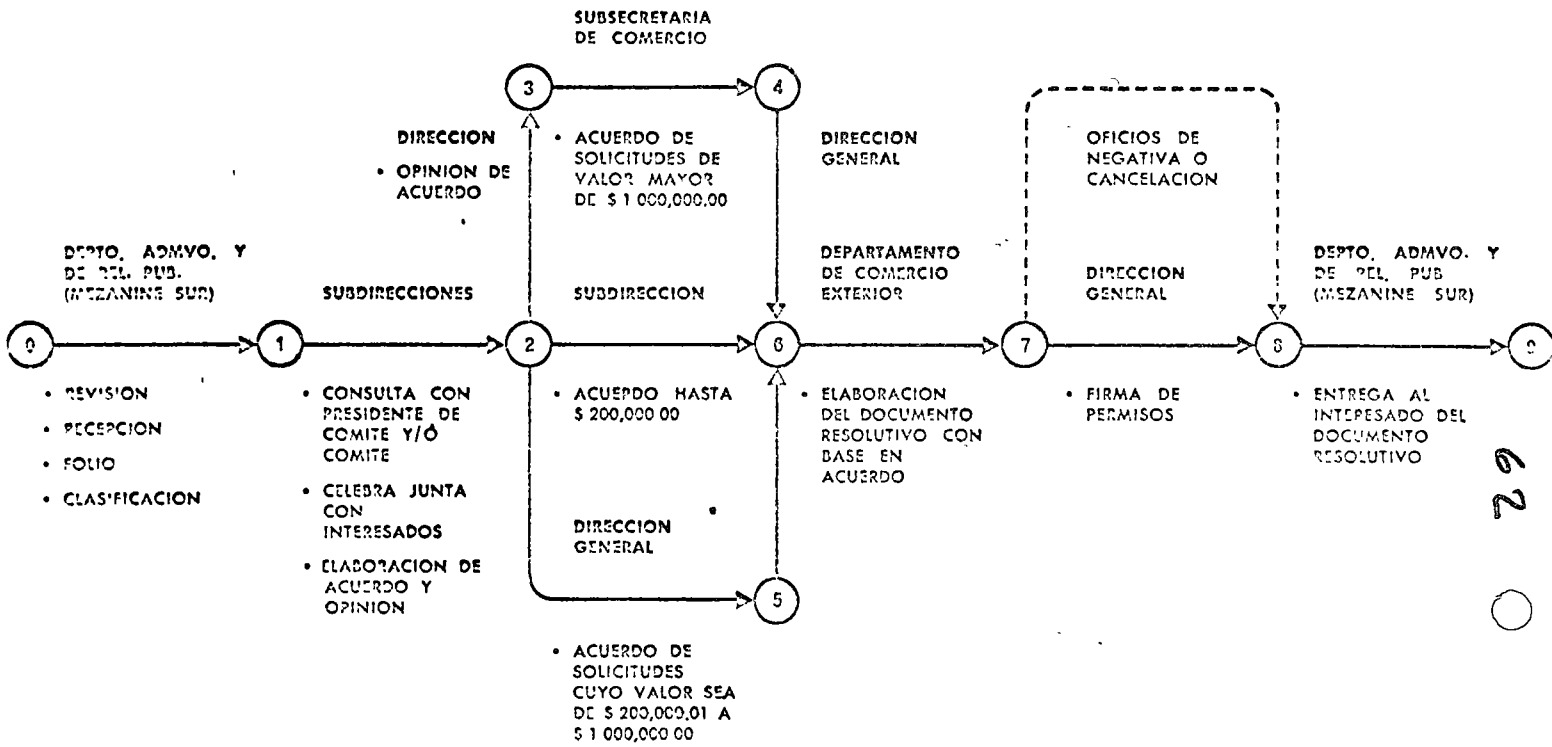 SUBSECRETARIA
DE COMERCIO
3
4
DIRECCION
• OPINION DE
ACUERDO
• ACUERDO DE
SOLICITUDES DE
VALOR MAYOR
DE $ 1 000,000.00
DIRECCION
GENERAL
OFICIOS DE
NEGATIVA O
CANCELACION
DEPTO. ADMVO. Y
DE REL. PUB.
(MEZANINE SUR)
SUBDIRECCIONES
SUBDIRECCION
DEPARTAMENTO
DE COMERCIO
EXTERIOR
DIRECCION
GENERAL
DEPTO. ADMVO. Y
DE REL. PUB
(MEZANINE SUR)
0
1
2
6
7
8
9
• REVISION
• RECEPCION
• FOLIO
• CLASIFICACION
• CONSULTA CON
PRESIDENTE DE
COMITE Y/Ó
COMITE
• CELEBRA JUNTA
CON
INTERESADOS
• ELABORACION DE
ACUERDO Y
OPINION
• ACUERDO HASTA
$ 200,000 00
DIRECCION
GENERAL
5
• ACUERDO DE
SOLICITUDES
CUYO VALOR SEA
DE $ 200,000,01 A
$ 1 000,000 00
• ELABORACION
DEL DOCUMENTO
RESOLUTIVO CON
BASE EN
ACUERDO
• FIRMA DE
PERMISOS
• ENTREGA AL
INTERESADO DEL
DOCUMENTO
RESOLUTIVO
62